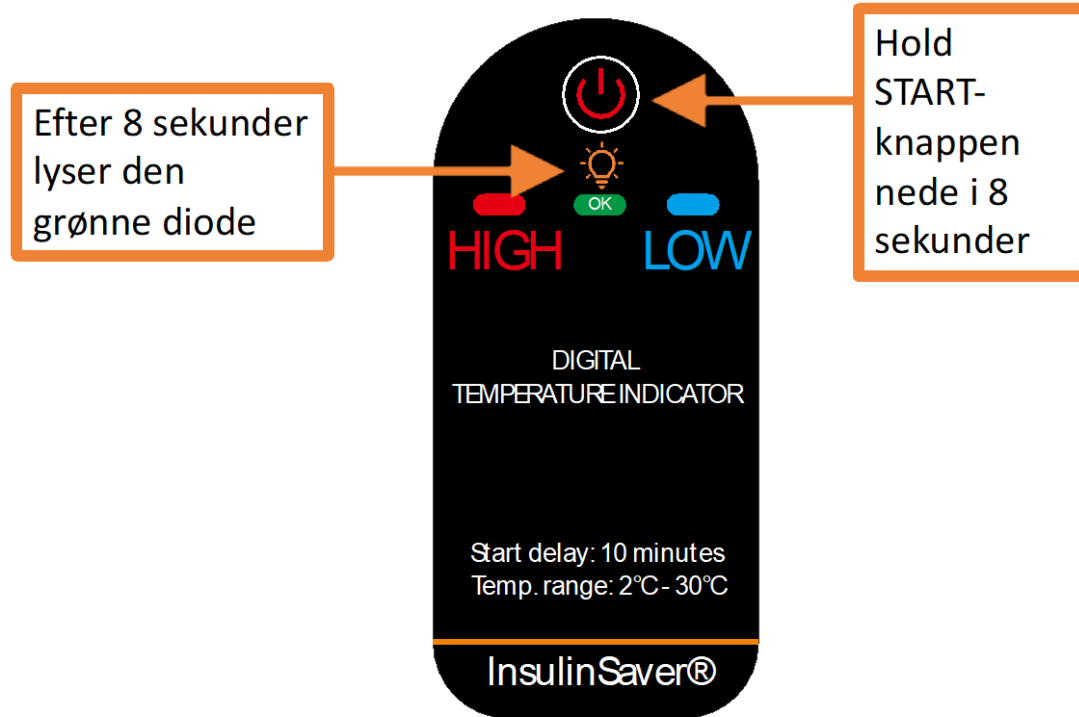 Hold
START-
knappen
nede i 8
sekunder
Efter 8 sekunder
lyser den
grønne diode
OK
HIGH LOW
DIGITAL
TEMPERATURE INDICATOR
Start delay: 10 minutes
Temp. range: 2°C - 30°C
InsulinSaver®